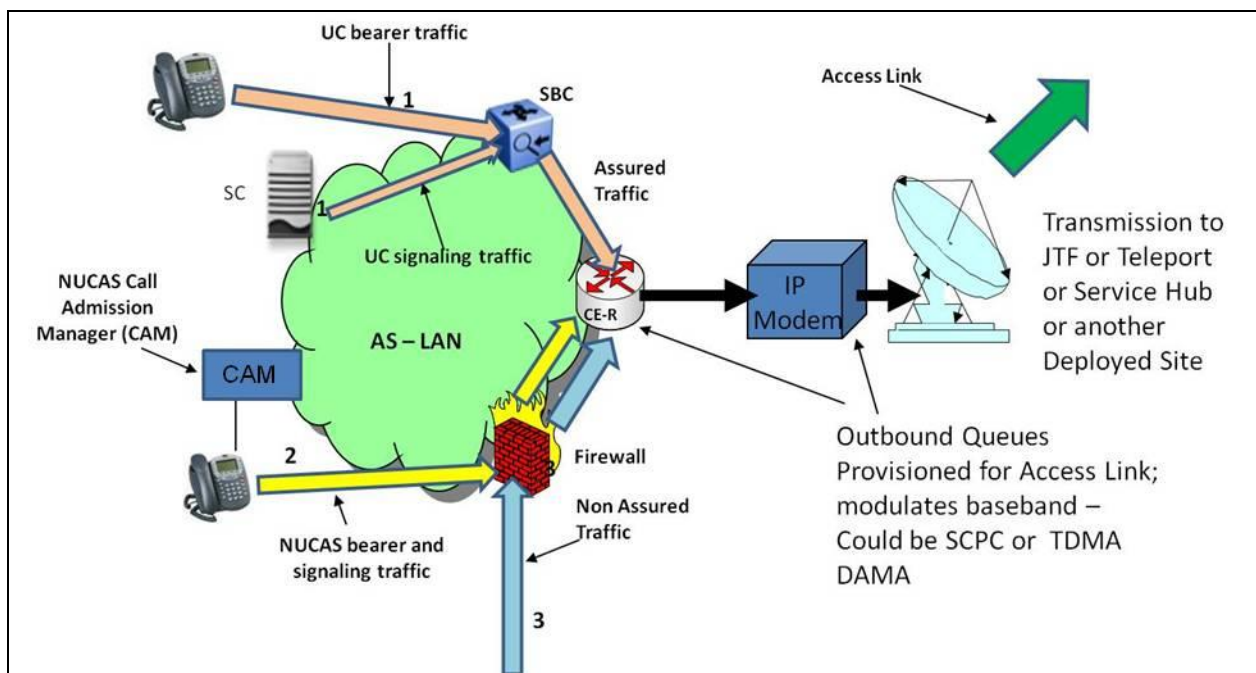 UC bearer traffic
1
SBC
Access Link
SC
1
Assured
Traffic
UC signaling traffic
NUCAS Call
Admission
Manager (CAM)
AS – LAN
CE-R
IP
Modem
Transmission to
JTF or Teleport
or Service Hub
or another
Deployed Site
CAM
2
3
Firewall
NUCAS bearer and
signaling traffic
Non Assured
Traffic
3
Outbound Queues
Provisioned for Access Link;
modulates baseband –
Could be SCPC or TDMA
DAMA